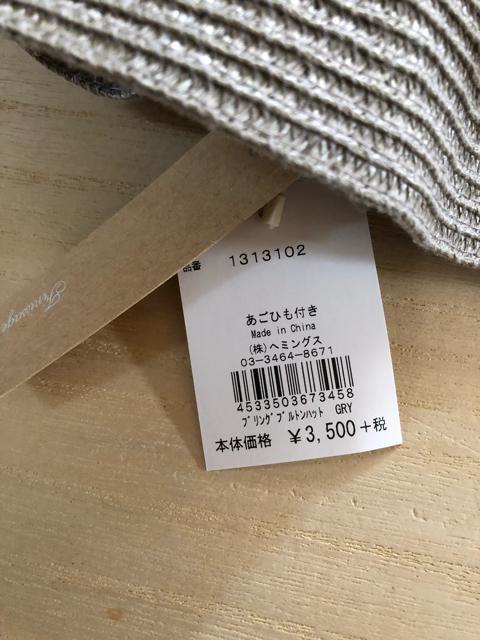 品番 1313102
あごひも付き
Made in China
(株)ヘミングス
03-3464-8671
4533503673458
ブリングブルトンハット GRY
本体価格 ¥3,500+税